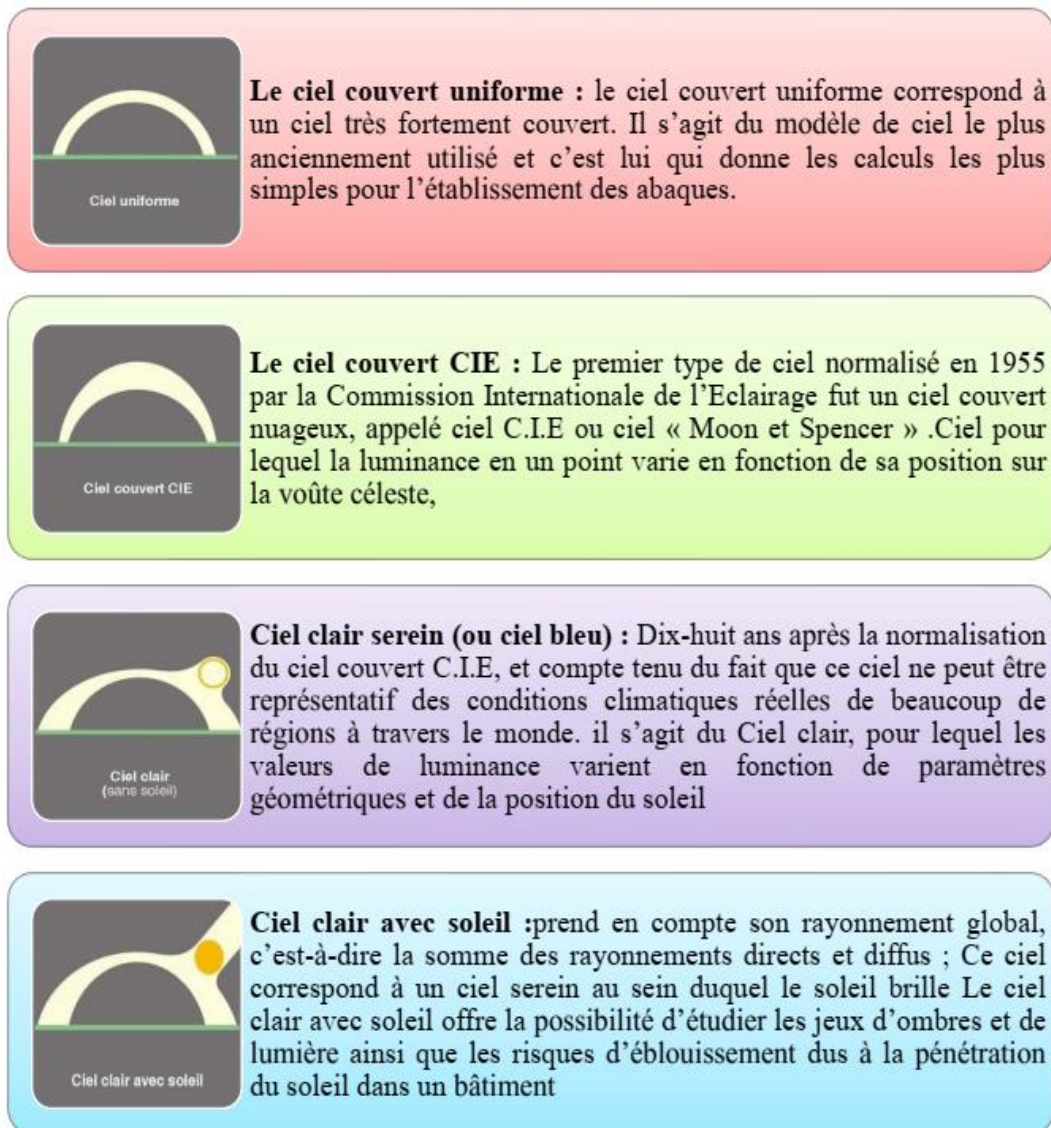 Le ciel couvert uniforme : le ciel couvert uniforme correspond à
un ciel très fortement couvert. Il s’agit du modèle de ciel le plus
anciennement utilisé et c’est lui qui donne les calculs les plus
simples pour l’établissement des abaques.
Ciel uniforme
Le ciel couvert CIE : Le premier type de ciel normalisé en 1955
par la Commission Internationale de l’Eclairage fut un ciel couvert
nuageux, appelé ciel C.I.E ou ciel « Moon et Spencer » .Ciel pour
lequel la luminance en un point varie en fonction de sa position sur
la voûte céleste,
Ciel couvert CIE
Ciel clair serein (ou ciel bleu) : Dix-huit ans après la normalisation
du ciel couvert C.I.E, et compte tenu du fait que ce ciel ne peut être
représentatif des conditions climatiques réelles de beaucoup de
régions à travers le monde. il s’agit du Ciel clair, pour lequel les
valeurs de luminance varient en fonction de paramètres
géométriques et de la position du soleil
Ciel clair
(sans soleil)
Ciel clair avec soleil :prend en compte son rayonnement global,
c’est-à-dire la somme des rayonnements directs et diffus ; Ce ciel
correspond à un ciel serein au sein duquel le soleil brille Le ciel
clair avec soleil offre la possibilité d’étudier les jeux d’ombres et de
lumière ainsi que les risques d’éblouissement dus à la pénétration
du soleil dans un bâtiment
Ciel clair avec soleil